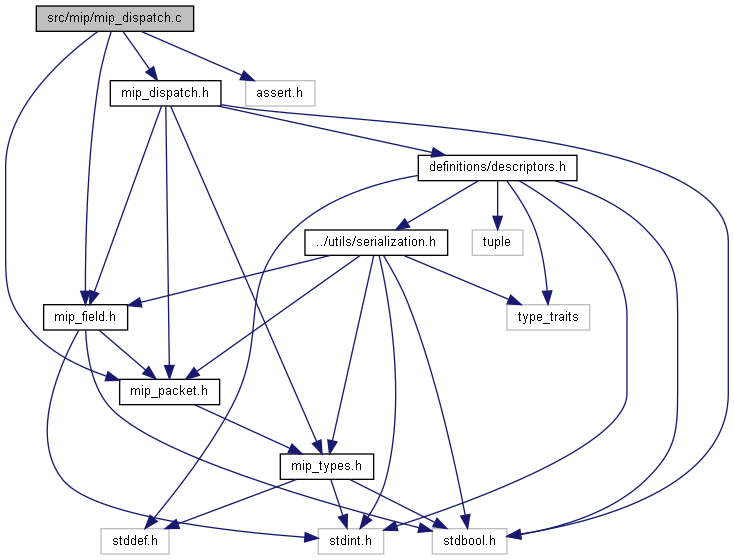 src/mip/mip_dispatch.c
mip_dispatch.h
assert.h
definitions/descriptors.h
../utils/serialization.h
tuple
mip_field.h
type_traits
mip_packet.h
mip_types.h
stddef.h
stdint.h
stdbool.h